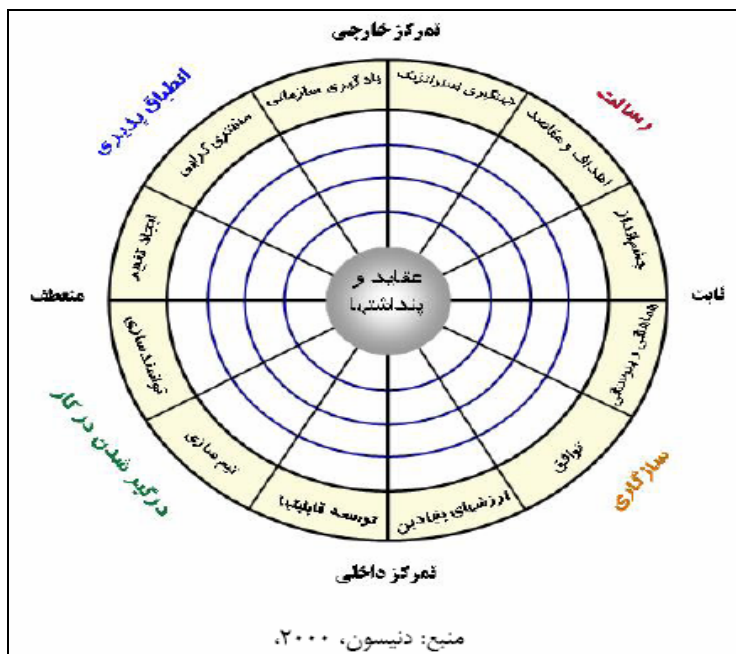 تمرکز خارجی
انطباق پذیری
رسالت
یادگیری سازمانی
جهتگیری استراتژیک
مشتری گرایی
اهداف و مقاصد
ایجاد تغییر
چشم‌انداز
عقاید و
پنداشتها
منعطف
ثابت
توانمندسازی
هماهنگی و پیوستگی
تیم سازی
توافق
توسعه قابلیتها
ارزشهای بنیادین
درگیر شدن در کار
سازگاری
تمرکز داخلی
منبع: دنیسون، ۲۰۰۰،